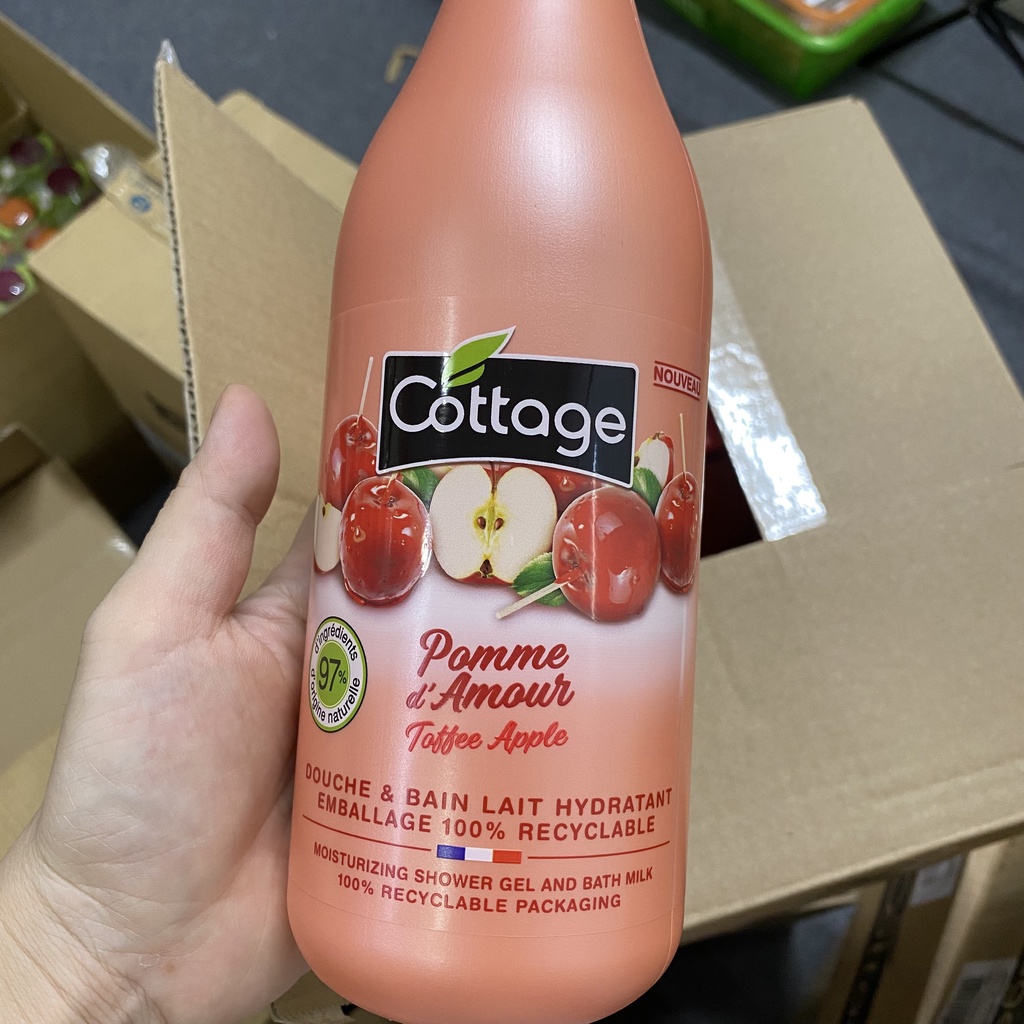 Cottage
NOUVEAU
d'ingrédients
97%
d'origine naturelle
Pomme
d'Amour
Toffee Apple
DOUCHE & BAIN LAIT HYDRATANT
EMBALLAGE 100% RECYCLABLE
MOISTURIZING SHOWER GEL AND BATH MILK
100% RECYCLABLE PACKAGING